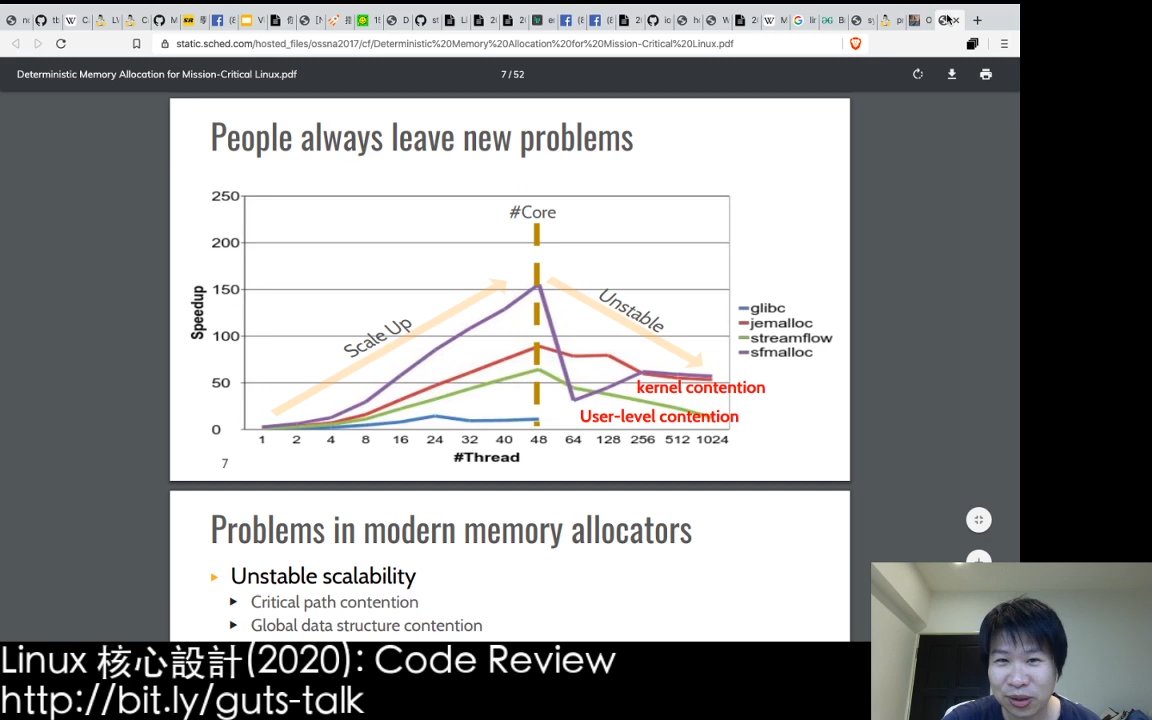 static.sched.com/hosted_files/ossna2017/cf/Deterministic%20Memory%20Allocation%20for%20Mission-Critical%20Linux.pdf
Deterministic Memory Allocation for Mission-Critical Linux.pdf
7 / 52
People always leave new problems
250
200
150
100
50
0
Speedup
#Core
Scale Up
Unstable
glibc
jemalloc
streamflow
sfmalloc
kernel contention
User-level contention
1 2 4 8 16 24 32 40 48 64 128 256 512 1024
#Thread
7
Problems in modern memory allocators
Unstable scalability
Critical path contention
Global data structure contention
Linux 核心設計(2020): Code Review
http://bit.ly/guts-talk